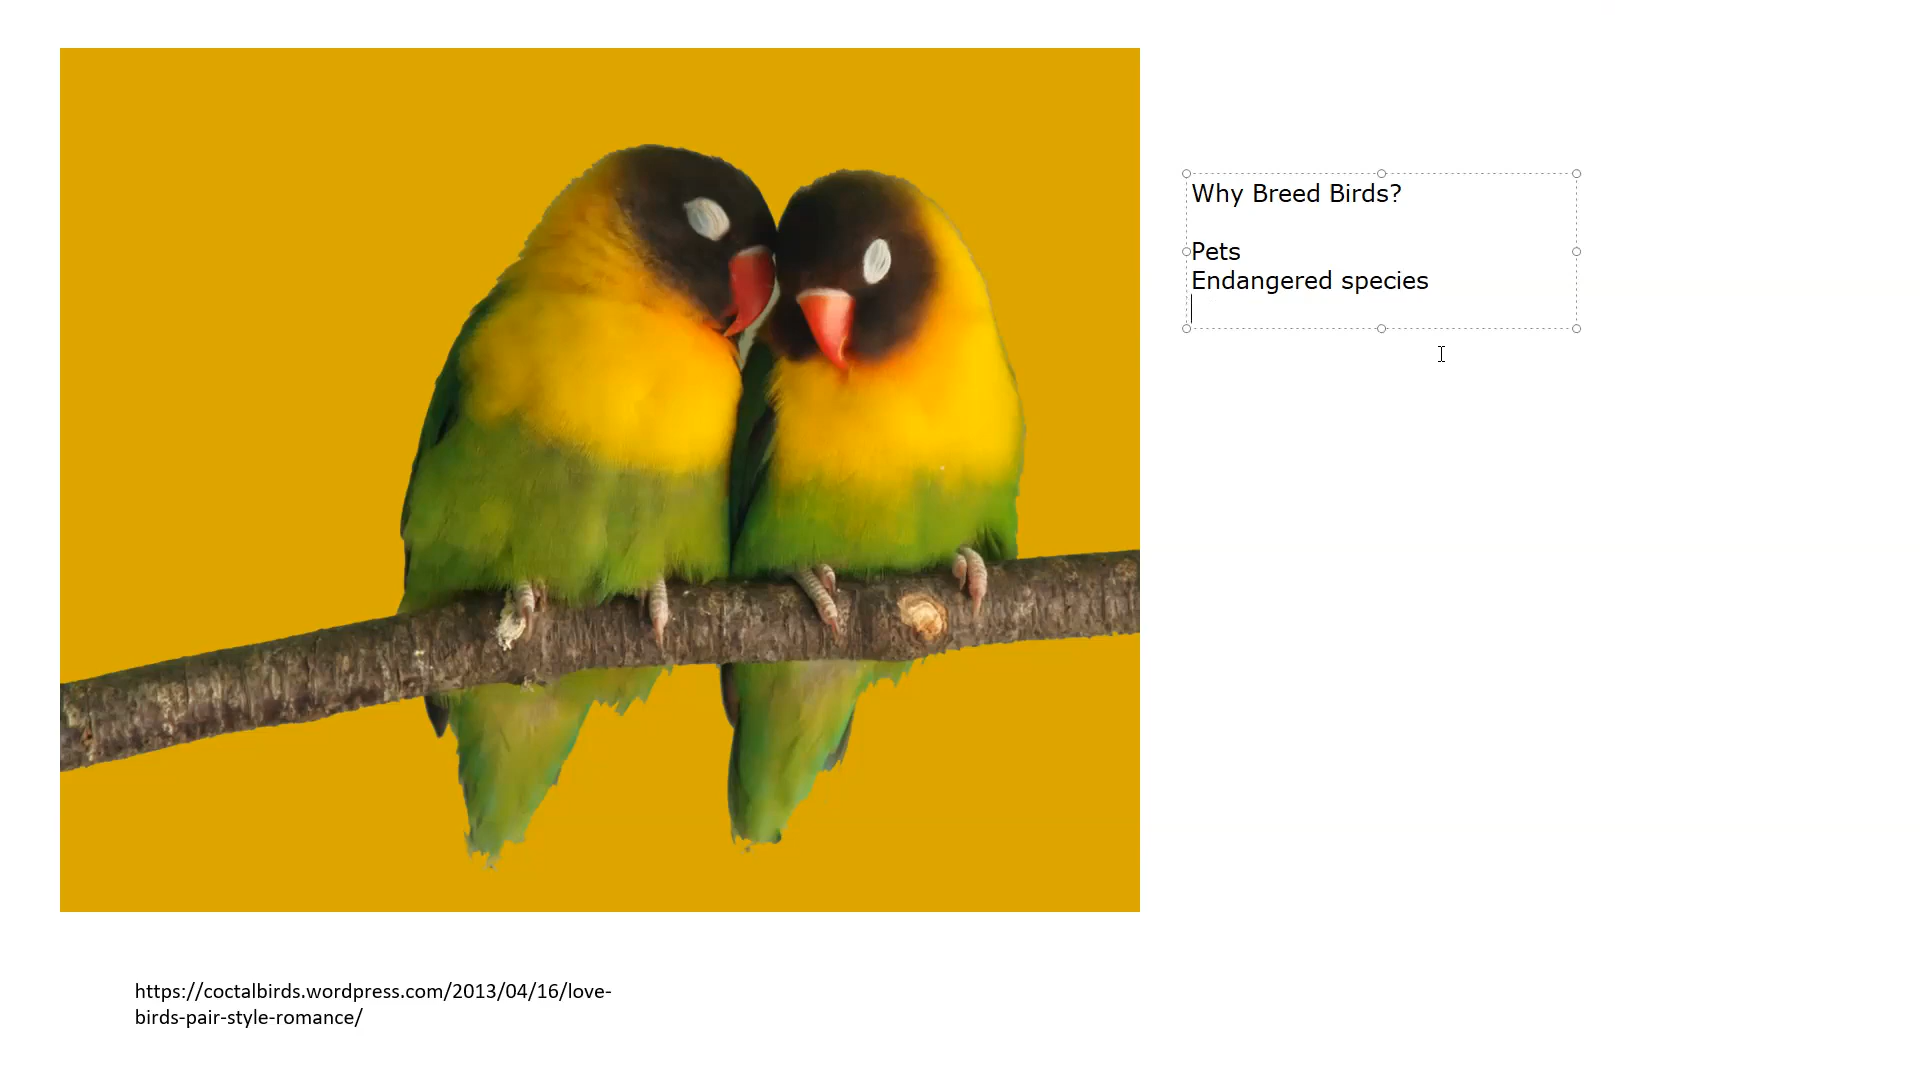 Why Breed Birds?
Pets
Endangered species
https://coctalbirds.wordpress.com/2013/04/16/love-
birds-pair-style-romance/